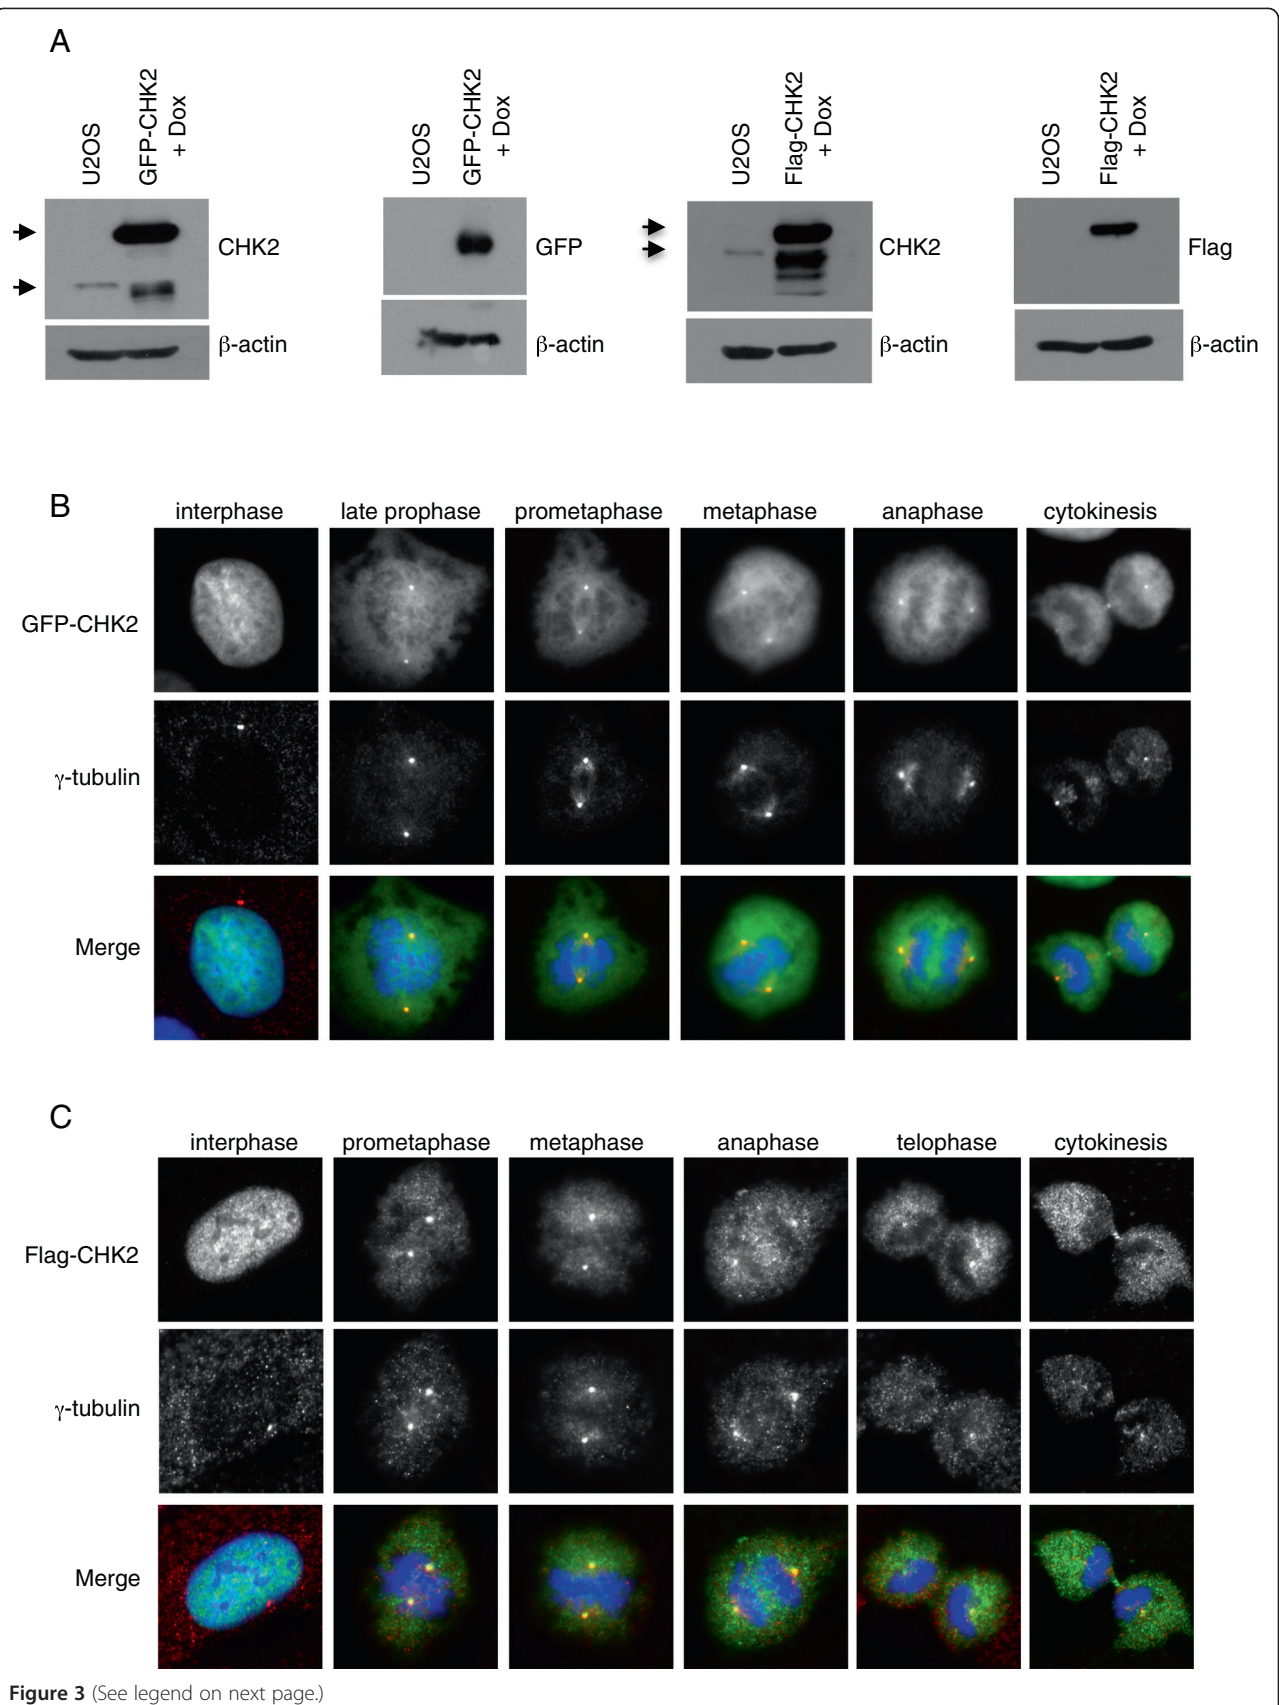 A
U2OS
GFP-CHK2
+ Dox
U2OS
GFP-CHK2
+ Dox
U2OS
Flag-CHK2
+ Dox
U2OS
Flag-CHK2
+ Dox
CHK2
GFP
CHK2
Flag
β-actin
β-actin
β-actin
β-actin
B
interphase
late prophase
prometaphase
metaphase
anaphase
cytokinesis
GFP-CHK2
γ-tubulin
Merge
C
interphase
prometaphase
metaphase
anaphase
telophase
cytokinesis
Flag-CHK2
γ-tubulin
Merge
Figure 3 (See legend on next page.)